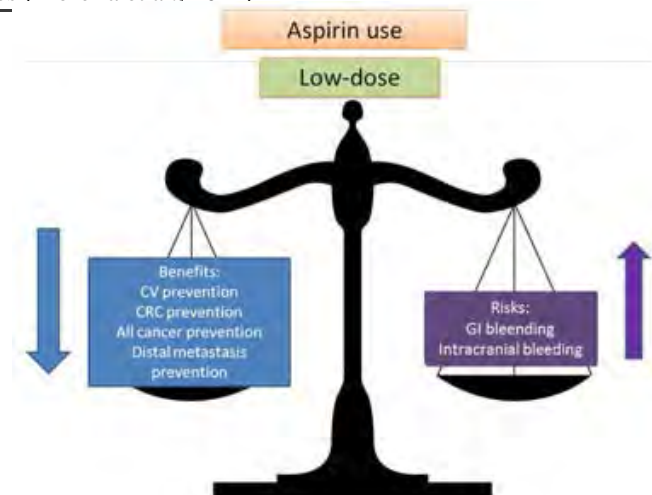 Aspirin use
Low-dose
Benefits:
CV prevention
CRC prevention
All cancer prevention
Distal metastasis
prevention
Risks:
GI bleending
Intracranial bleeding